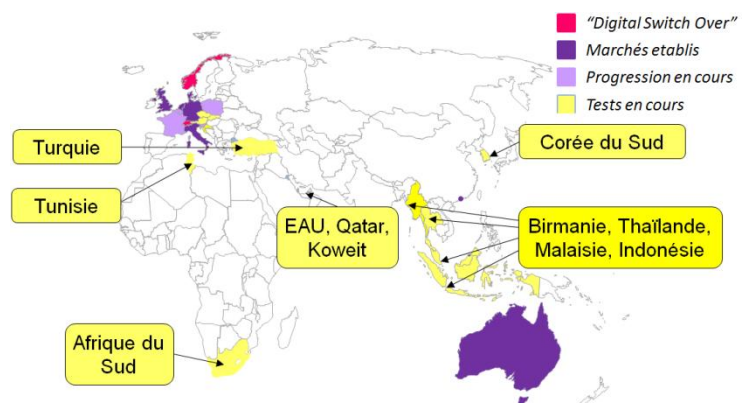 “Digital Switch Over”
Marchés etablis
Progression en cours
Tests en cours
Turquie
Corée du Sud
Tunisie
EAU, Qatar,
Koweit
Birmanie, Thaïlande,
Malaisie, Indonésie
Afrique du
Sud